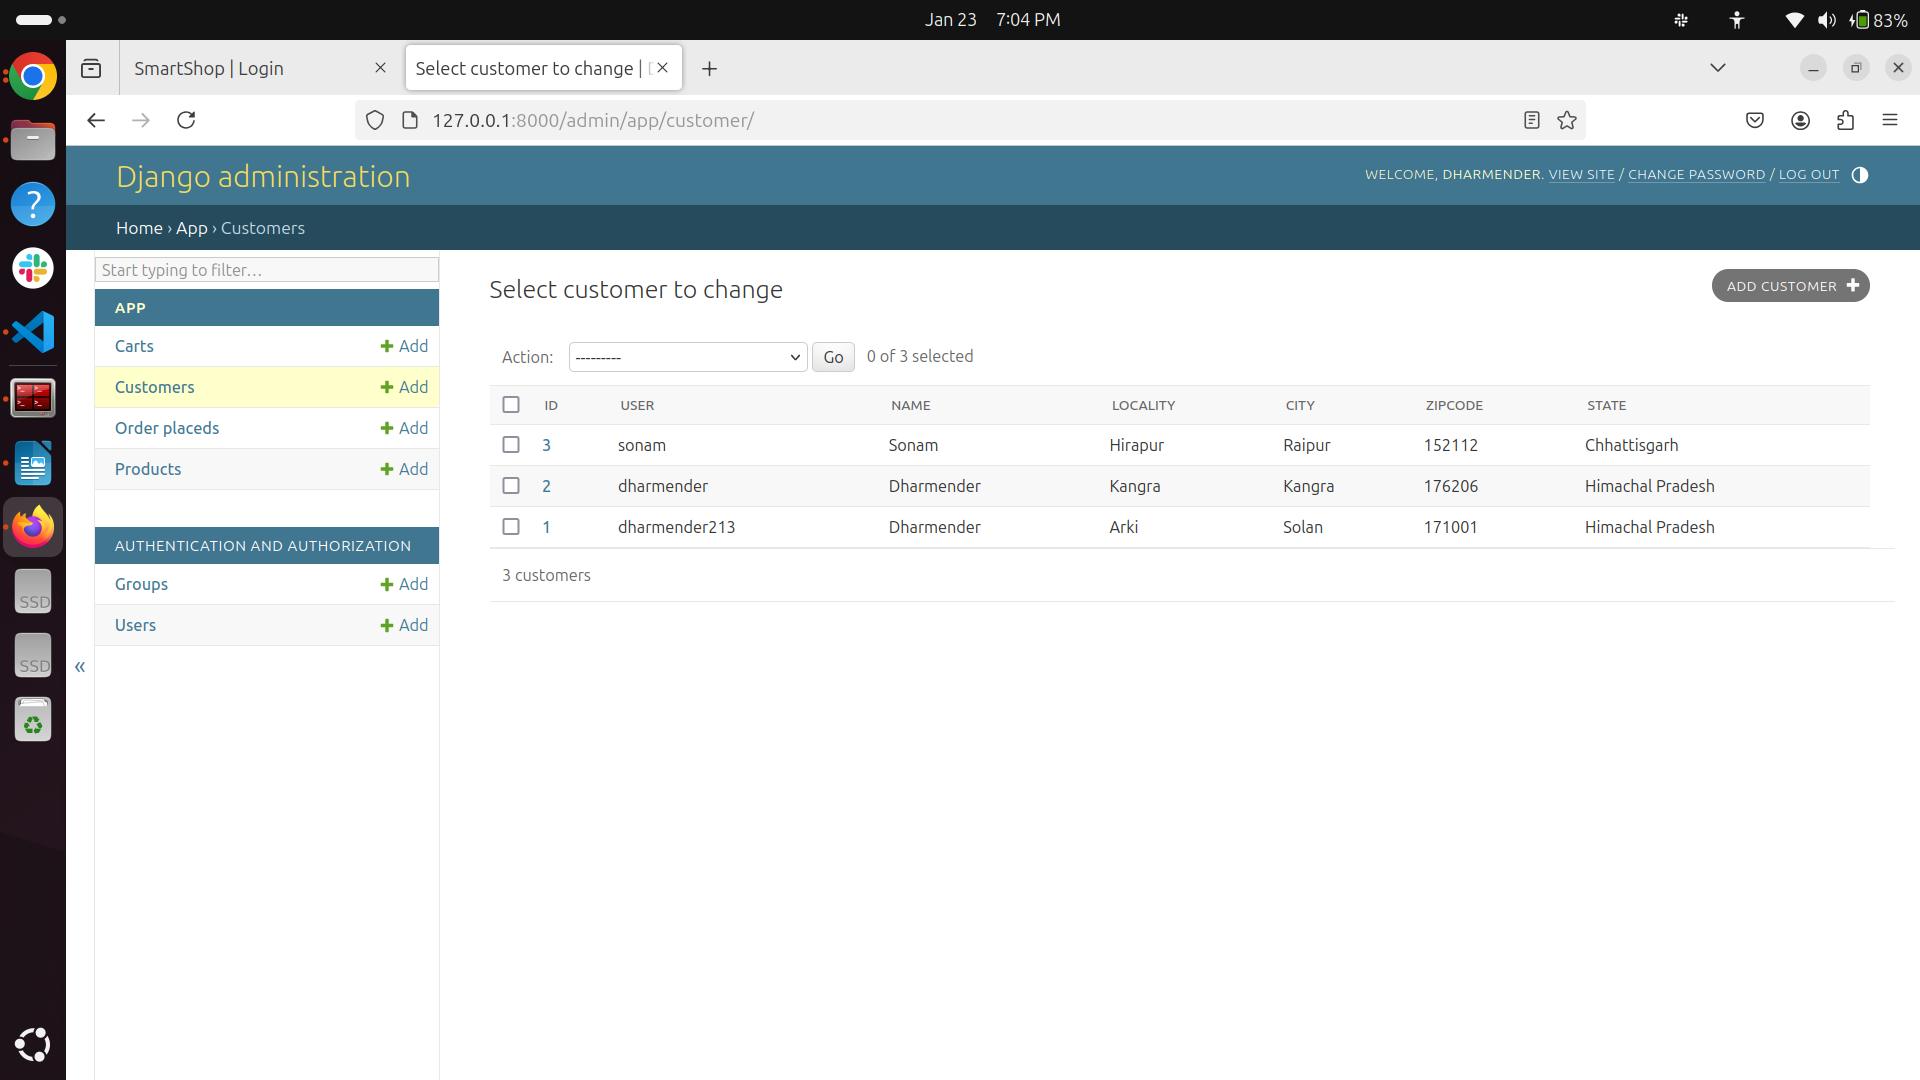 Jan 23 7:04 PM
83%
SmartShop | Login
Select customer to change |
127.0.0.1:8000/admin/app/customer/
Django administration
WELCOME, DHARMENDER. VIEW SITE / CHANGE PASSWORD / LOG OUT
Home › App › Customers
Start typing to filter…
APP
Carts Add
Customers Add
Order placeds Add
Products Add
AUTHENTICATION AND AUTHORIZATION
Groups Add
Users Add
«
Select customer to change
ADD CUSTOMER
Action: --------- Go 0 of 3 selected
ID USER NAME LOCALITY CITY ZIPCODE STATE
3 sonam Sonam Hirapur Raipur 152112 Chhattisgarh
2 dharmender Dharmender Kangra Kangra 176206 Himachal Pradesh
1 dharmender213 Dharmender Arki Solan 171001 Himachal Pradesh
3 customers
?
SSD
SSD